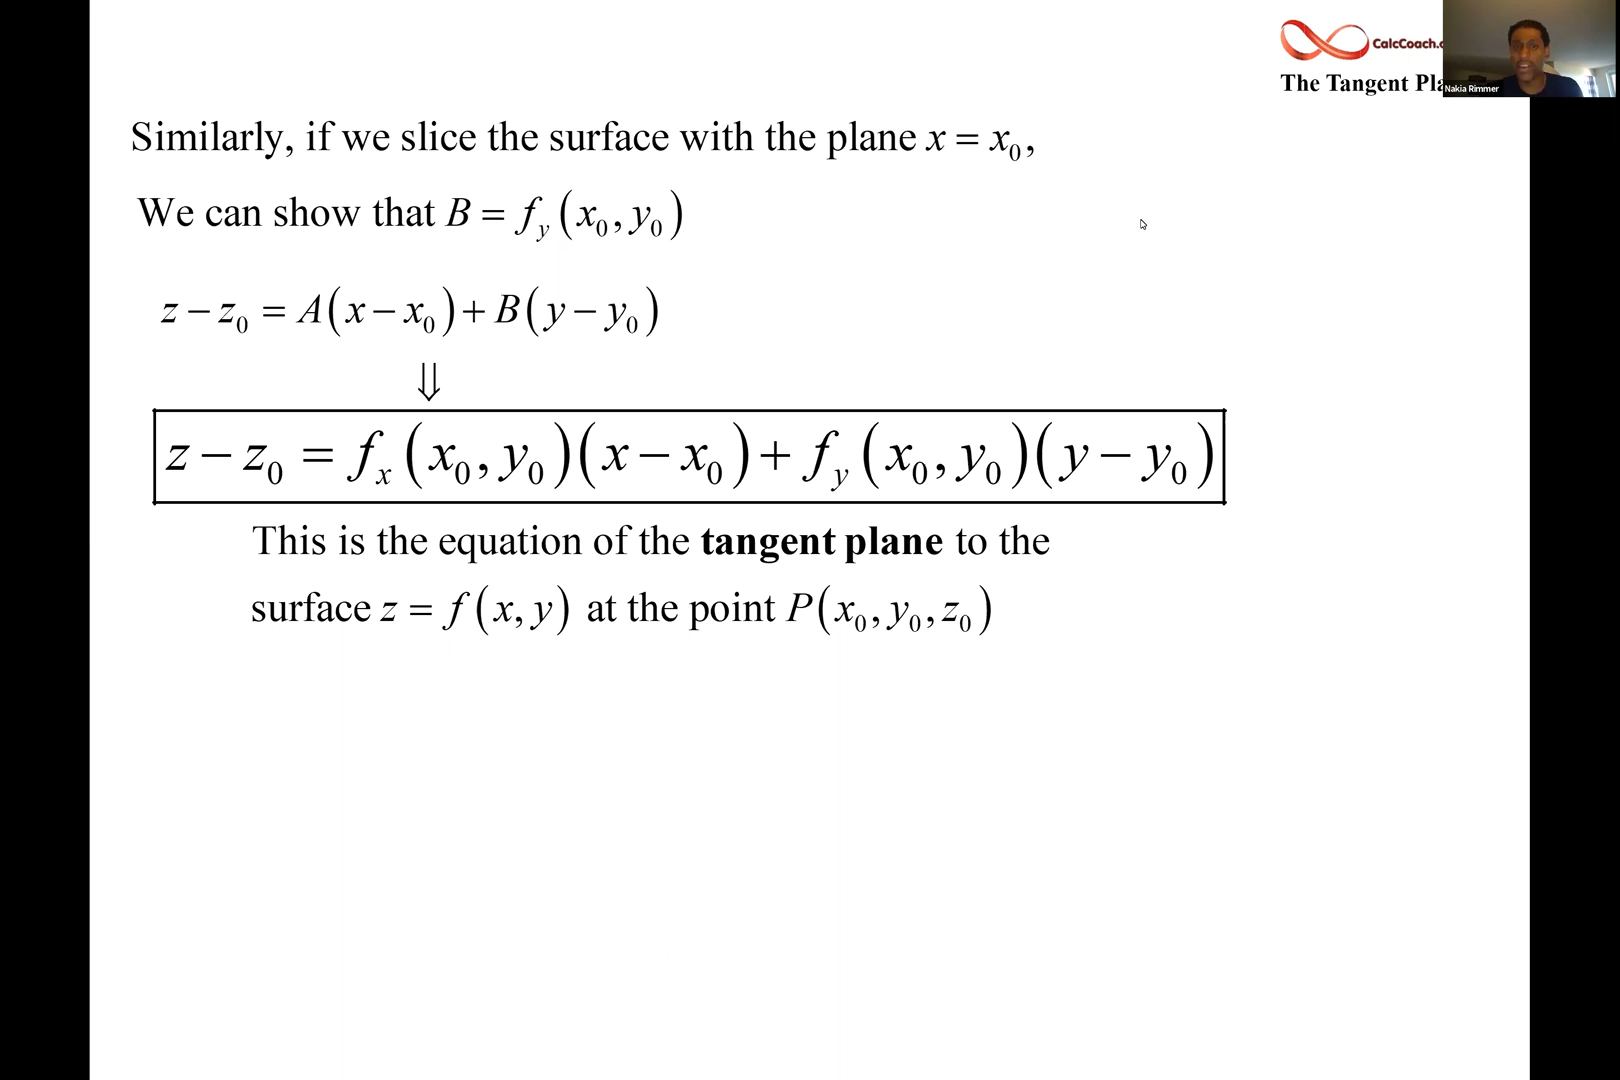 CalcCoach.c
The Tangent Pla
Nakia Rimmer
Similarly, if we slice the surface with the plane x = x₀,
We can show that B = f_y(x₀, y₀)
z − z₀ = A(x − x₀) + B(y − y₀)
⇓
z − z₀ = f_x(x₀, y₀)(x − x₀) + f_y(x₀, y₀)(y − y₀)
This is the equation of the tangent plane to the
surface z = f(x, y) at the point P(x₀, y₀, z₀)